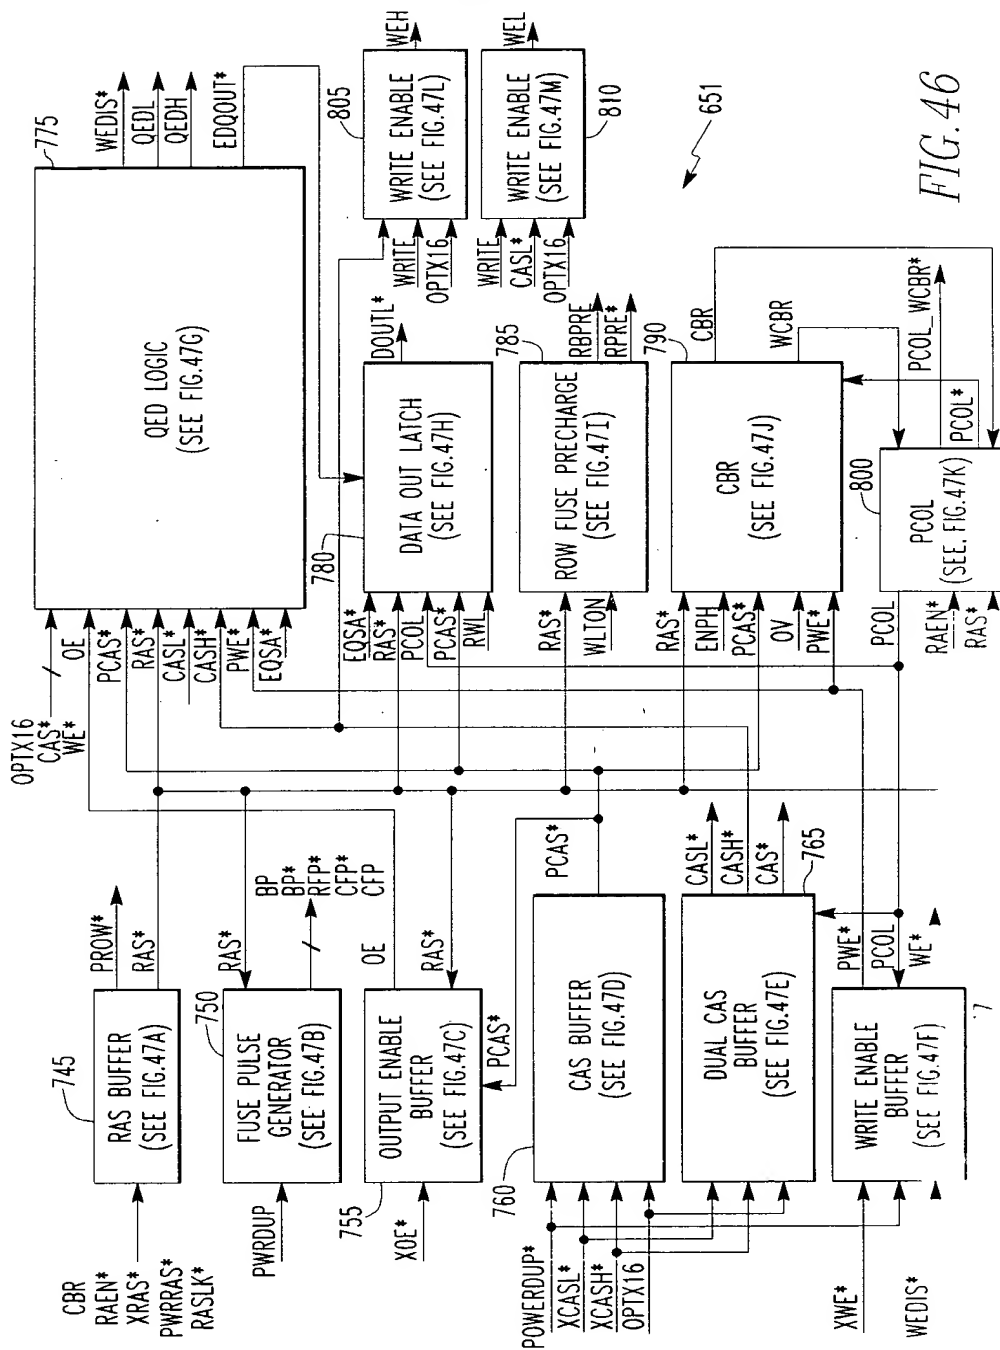 CBR
RAEN*
XRAS*
PWRRAS*
RASLK*
745
RAS BUFFER
(SEE FIG.47A)
PROW*
RAS*
PWRDUP
750
FUSE PULSE
GENERATOR
(SEE FIG.47B)
RAS*
BP
BP*
RFP*
CFP*
CFP
XOE*
755
OUTPUT ENABLE
BUFFER
(SEE FIG.47C)
OE
RAS*
PCAS*
POWERDUP*
XCASL*
XCASH*
OPTX16
760
CAS BUFFER
(SEE FIG.47D)
PCAS*
DUAL CAS
BUFFER
(SEE FIG.47E)
765
CASL*
CASH*
CAS*
XWE*
WEDIS*
WRITE ENABLE
BUFFER
(SEE FIG.47F)
PWE*
PCOL
WE*
7
OPTX16
CAS*
WE*
OE
PCAS*
RAS*
CASL*
CASH*
PWE*
EQSA*
775
QED LOGIC
(SEE FIG.47G)
WEDIS*
QEDL
QEDH
EDQOUT*
EQSA*
RAS*
PCOL
PCAS*
RWL
780
DATA OUT LATCH
(SEE FIG.47H)
DOUTL*
RAS*
WLTON
785
ROW FUSE PRECHARGE
(SEE FIG.47I)
RBPRE
RPRE*
RAS*
ENPH
PCAS*
OV
PWE*
790
CBR
(SEE FIG.47J)
CBR
WCBR
PCOL
RAEN*
RAS*
800
PCOL
(SEE. FIG.47K)
PCOL_WCBR*
PCOL*
WRITE
OPTX16
805
WRITE ENABLE
(SEE FIG.47L)
WEH
WRITE
CASL*
OPTX16
810
WRITE ENABLE
(SEE FIG.47M)
WEL
651
FIG.46